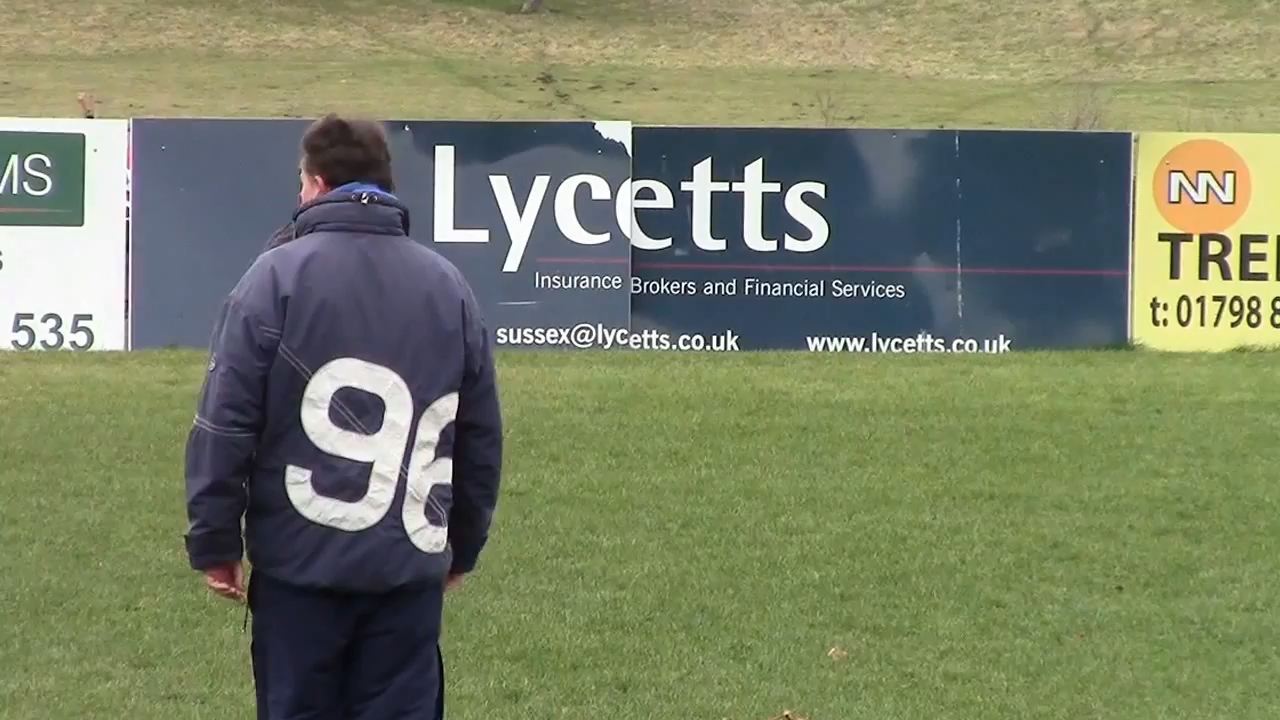 MS
535
Lycetts
Insurance Brokers and Financial Services
sussex@lycetts.co.uk www.lycetts.co.uk
NN
t: 01798 8
96